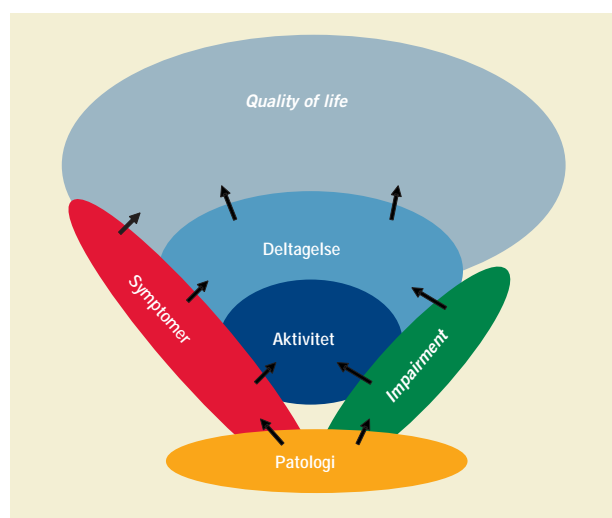 Quality of life
Deltagelse
Symptomer
Aktivitet
Impairment
Patologi